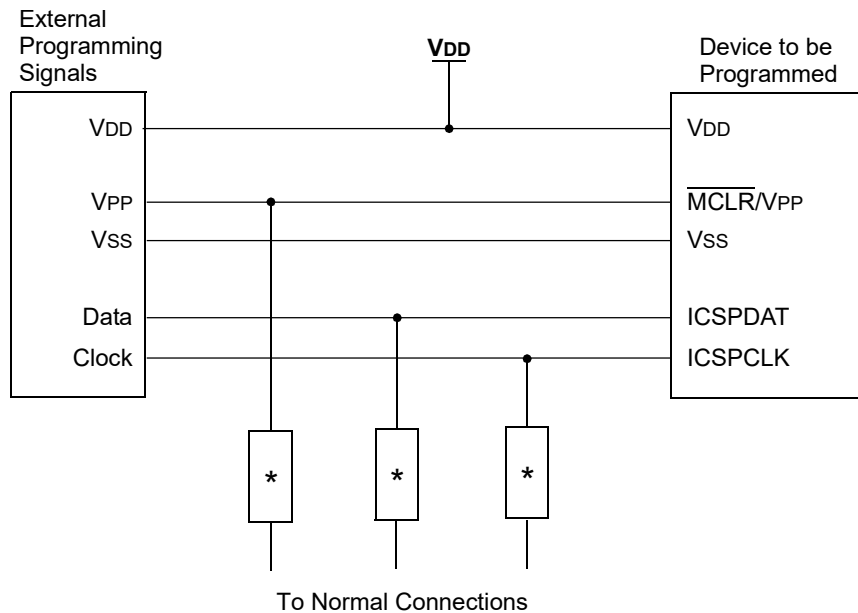 External
Programming
Signals
VDD
Device to be
Programmed
VDD
VDD
VPP
M̅C̅L̅R̅/VPP
VSS
VSS
Data
ICSPDAT
Clock
ICSPCLK
* * *
To Normal Connections